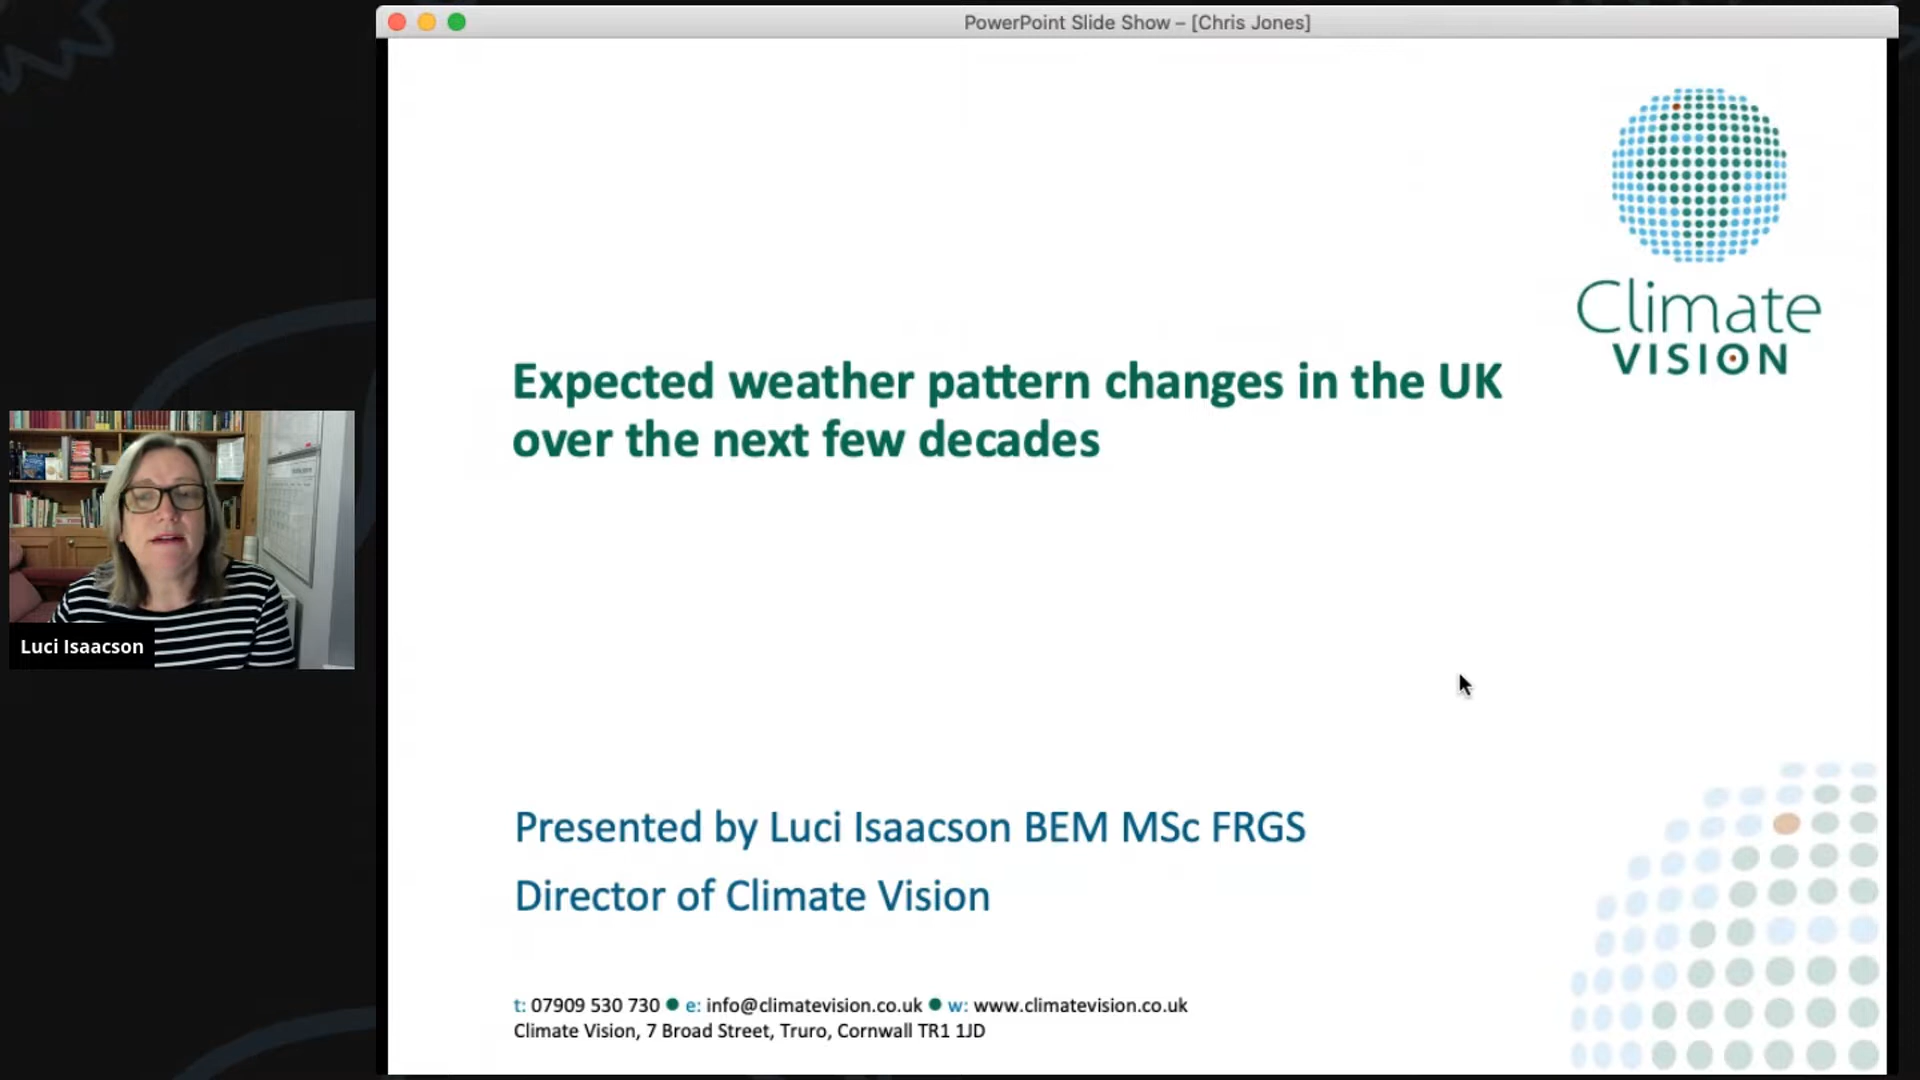 PowerPoint Slide Show – [Chris Jones]
Climate
VISION
Expected weather pattern changes in the UK
over the next few decades
Luci Isaacson
Presented by Luci Isaacson BEM MSc FRGS
Director of Climate Vision
t: 07909 530 730 ● e: info@climatevision.co.uk ● w: www.climatevision.co.uk
Climate Vision, 7 Broad Street, Truro, Cornwall TR1 1JD